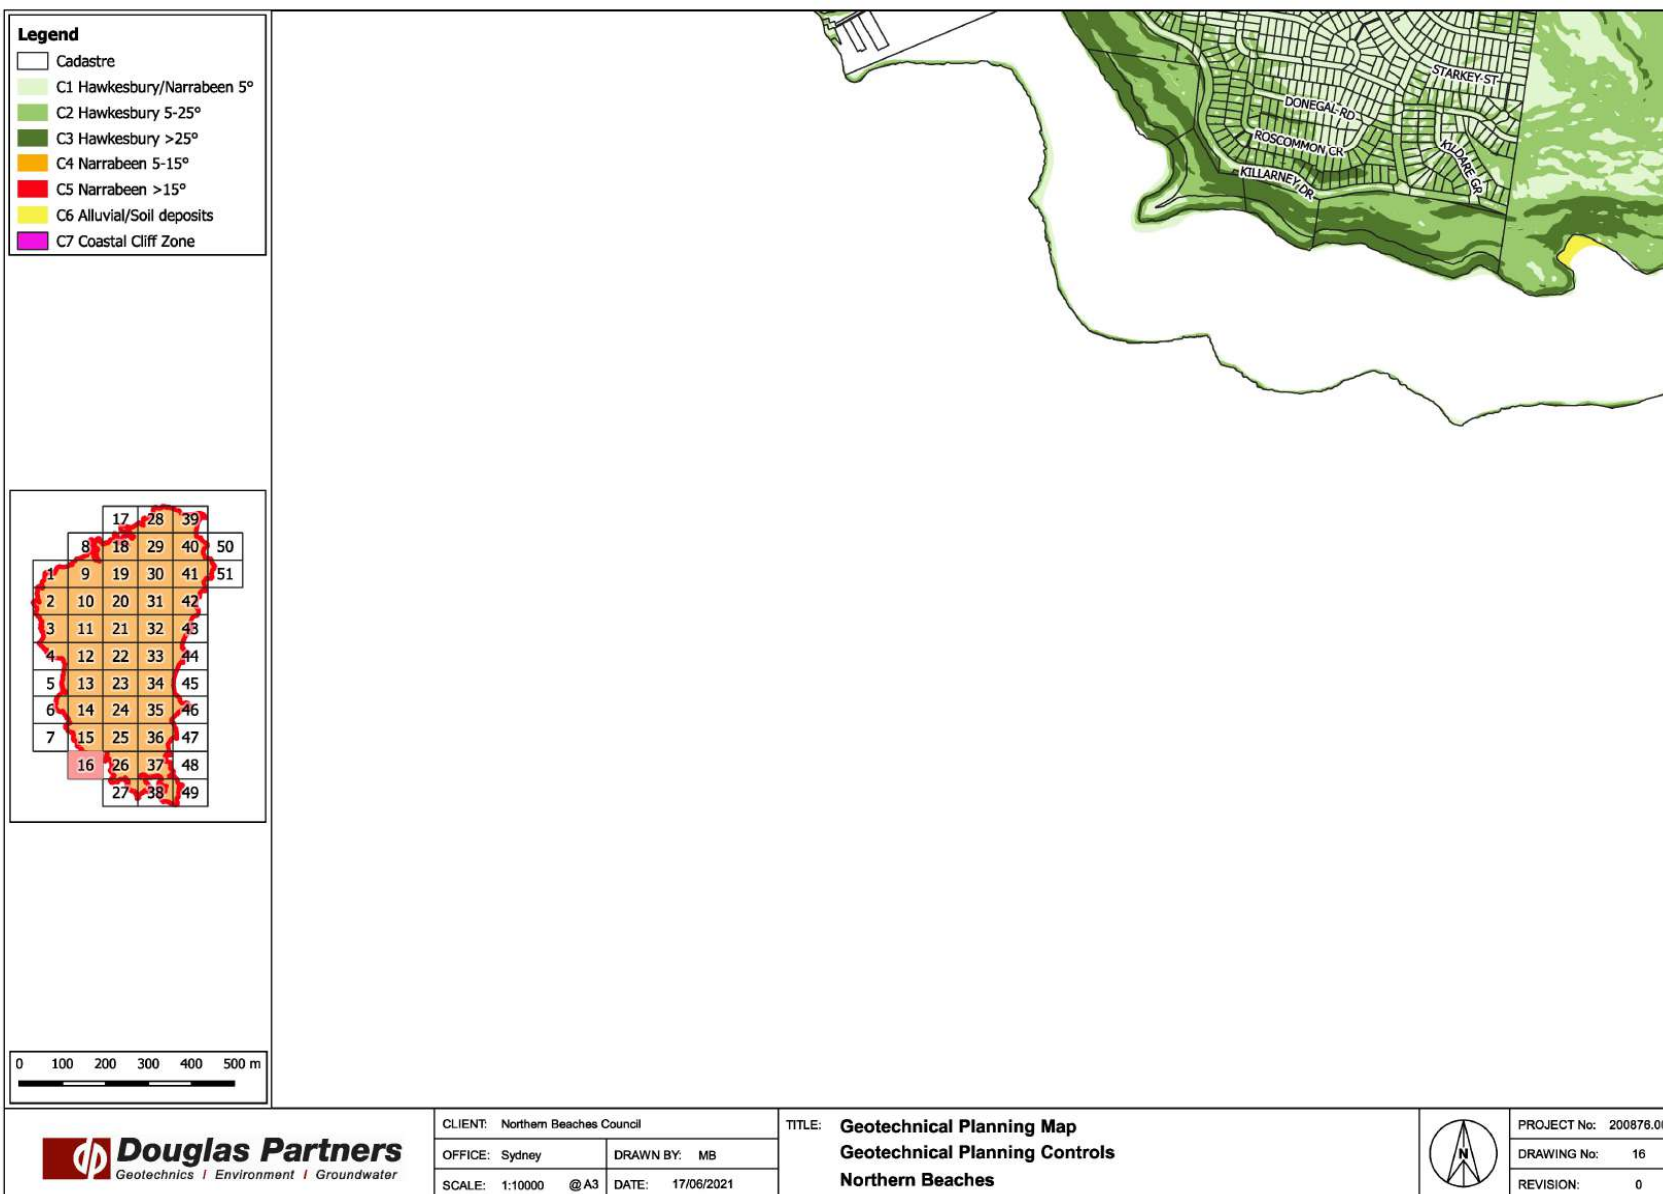 Legend
Cadastre
C1 Hawkesbury/Narrabeen 5°
C2 Hawkesbury 5-25°
C3 Hawkesbury >25°
C4 Narrabeen 5-15°
C5 Narrabeen >15°
C6 Alluvial/Soil deposits
C7 Coastal Cliff Zone
STARKEY ST
DONEGAL RD
ROSCOMMON CR
KILDARE GR
KILLARNEY DR
17 28 39
8 18 29 40 50
1 9 19 30 41 51
2 10 20 31 42
3 11 21 32 43
4 12 22 33 44
5 13 23 34 45
6 14 24 35 46
7 15 25 36 47
16 26 37 48
27 38 49
0 100 200 300 400 500 m
Douglas Partners
Geotechnics I Environment I Groundwater
CLIENT: Northern Beaches Council
OFFICE: Sydney DRAWN BY: MB
SCALE: 1:10000 @ A3 DATE: 17/06/2021
TITLE: Geotechnical Planning Map
Geotechnical Planning Controls
Northern Beaches
N
PROJECT No: 200876.0
DRAWING No: 16
REVISION: 0